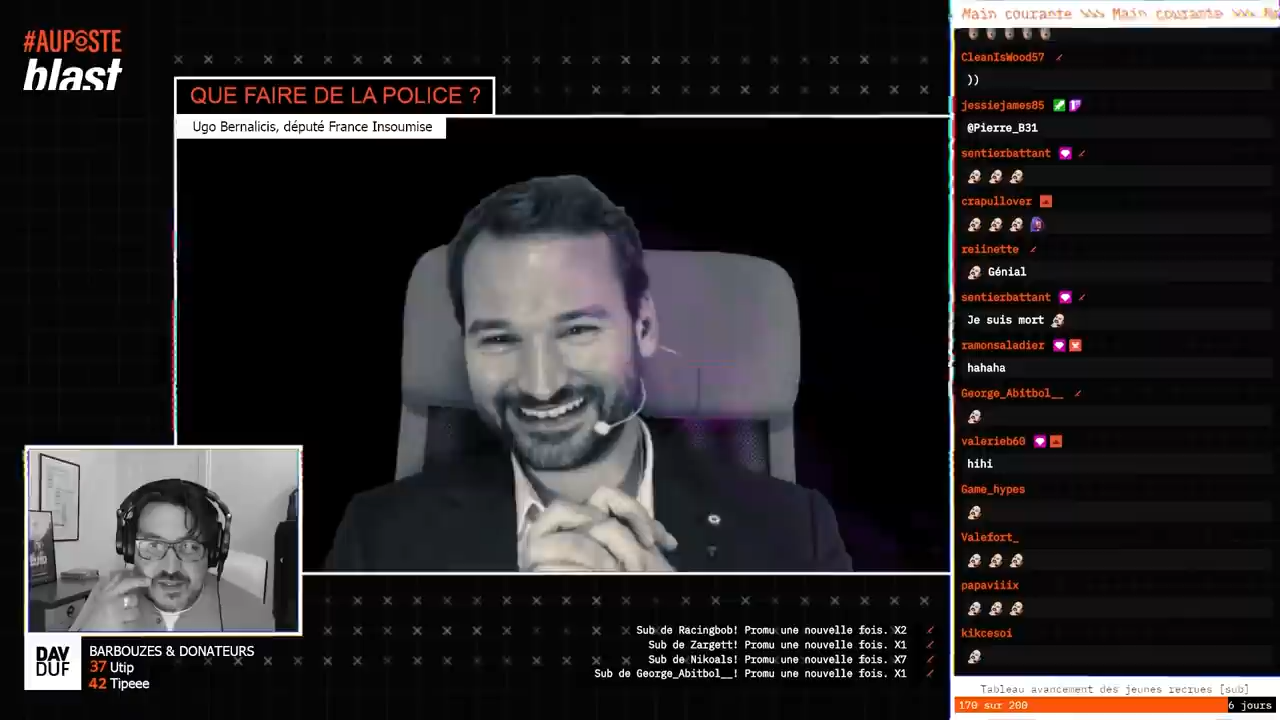 #AUPOSTE
blast
QUE FAIRE DE LA POLICE ?
Ugo Bernalicis, député France Insoumise
DAV
DUF
BARBOUZES & DONATEURS
37 Utip
42 Tipeee
Sub de Racingbob! Promu une nouvelle fois. X2
Sub de Zargett! Promu une nouvelle fois. X1
Sub de Nikoals! Promu une nouvelle fois. X7
Sub de George_Abitbol__! Promu une nouvelle fois. X1
Main courante >>> Main courante >>>
CleanIsWood57
))
jessiejames85
@Pierre_B31
sentierbattant
crapullover
reiinette
Génial
sentierbattant
Je suis mort
ramonsaladier
hahaha
George_Abitbol__
valerieb60
hihi
Game_hypes
Valefort_
papaviiix
kikcesoi
Tableau avancement des jeunes recrues [sub]
170 sur 200
6 jours